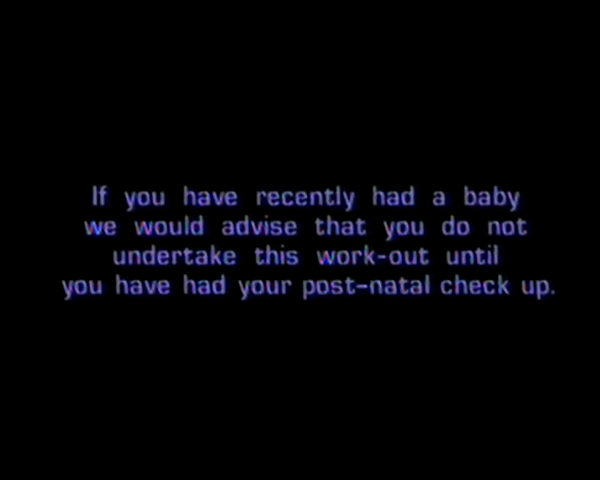 If you have recently had a baby
we would advise that you do not
undertake this work-out until
you have had your post-natal check up.